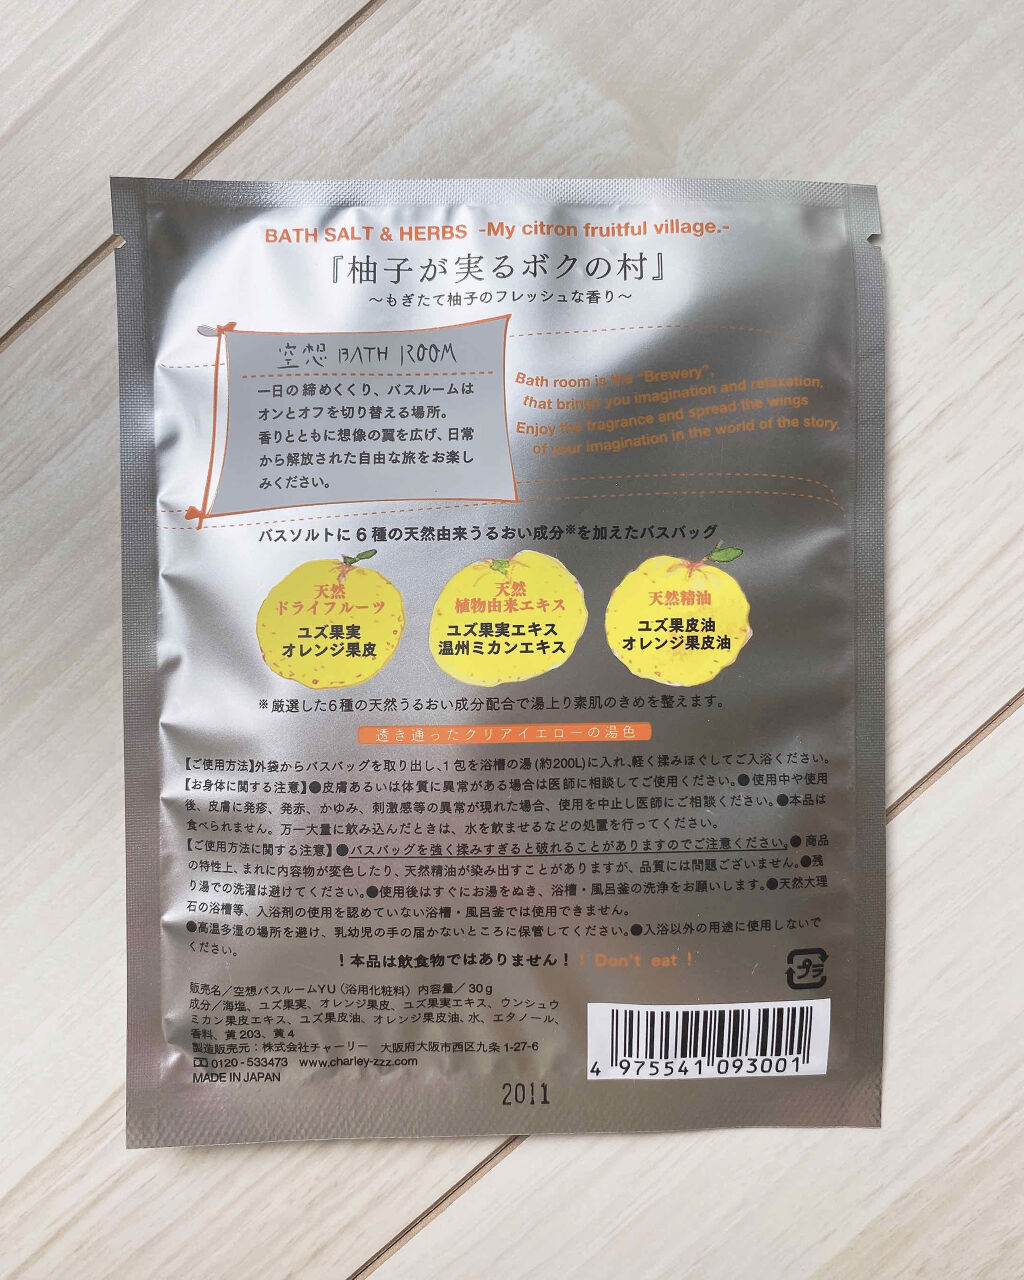 BATH SALT & HERBS -My citron fruitful village.-
『柚子が実るボクの村』
～もぎたて柚子のフレッシュな香り～
空想 BATH ROOM
一日の締めくくり、バスルームは
オンとオフを切り替える場所。
香りとともに想像の翼を広げ、日常
から解放された自由な旅をお楽し
みください。
Bath room is the "Brewery",
that brings you imagination and relaxation,
Enjoy the fragrance and spread the wings
of your imagination in the world of the story.
バスソルトに6種の天然由来うるおい成分※を加えたバスバッグ
天然
ドライフルーツ
ユズ果実
オレンジ果皮
天然
植物由来エキス
ユズ果実エキス
温州ミカンエキス
天然精油
ユズ果皮油
オレンジ果皮油
※厳選した6種の天然うるおい成分配合で湯上り素肌のきめを整えます。
透き通ったクリアイエローの湯色
【ご使用方法】外袋からバスバッグを取り出し、1包を浴槽の湯(約200L)に入れ、軽く揉みほぐしてご入浴ください。
【お身体に関する注意】●皮膚あるいは体質に異常がある場合は医師に相談してご使用ください。●使用中や使用
後、皮膚に発疹、発赤、かゆみ、刺激感等の異常が現れた場合、使用を中止し医師にご相談ください。●本品は
食べられません。万一大量に飲み込んだときは、水を飲ませるなどの処置を行ってください。
【ご使用方法に関する注意】●バスバッグを強く揉みすぎると破れることがありますのでご注意ください。●商品
の特性上、まれに内容物が変色したり、天然精油が染み出すことがありますが、品質には問題ございません。●残
り湯での洗濯は避けてください。●使用後はすぐにお湯をぬき、浴槽・風呂釜の洗浄をお願いします。●天然大理
石の浴槽等、入浴剤の使用を認めていない浴槽・風呂釜では使用できません。
●高温多湿の場所を避け、乳幼児の手の届かないところに保管してください。●入浴以外の用途に使用しないで
ください。
！本品は飲食物ではありません！！Don't eat！
プラ
販売名／空想バスルームYU（浴用化粧料） 内容量／30g
成分／海塩、ユズ果実、オレンジ果皮、ユズ果実エキス、ウンシュウ
ミカン果皮エキス、ユズ果皮油、オレンジ果皮油、水、エタノール、
香料、黄203、黄4
製造販売元：株式会社チャーリー 大阪府大阪市西区九条1-27-6
0120-533473 www.charley-zzz.com
MADE IN JAPAN
4 975541 093001
2011